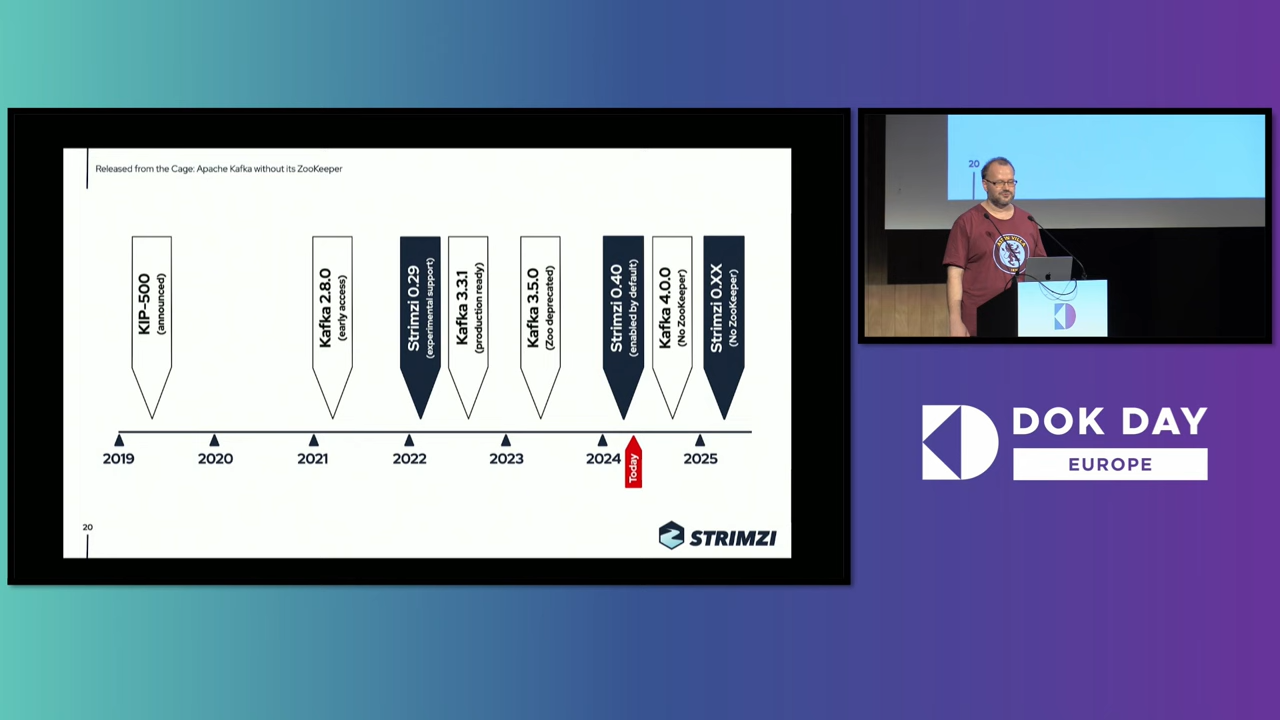 Released from the Cage: Apache Kafka without its ZooKeeper
KIP-500
(announced)
Kafka 2.8.0
(early access)
Strimzi 0.29
(experimental support)
Kafka 3.3.1
(production ready)
Kafka 3.5.0
(Zoo deprecated)
Strimzi 0.40
(enabled by default)
Kafka 4.0.0
(No ZooKeeper)
Strimzi 0.XX
(No ZooKeeper)
2019
2020
2021
2022
2023
2024
Today
2025
20
STRIMZI
20
DOK DAY
EUROPE